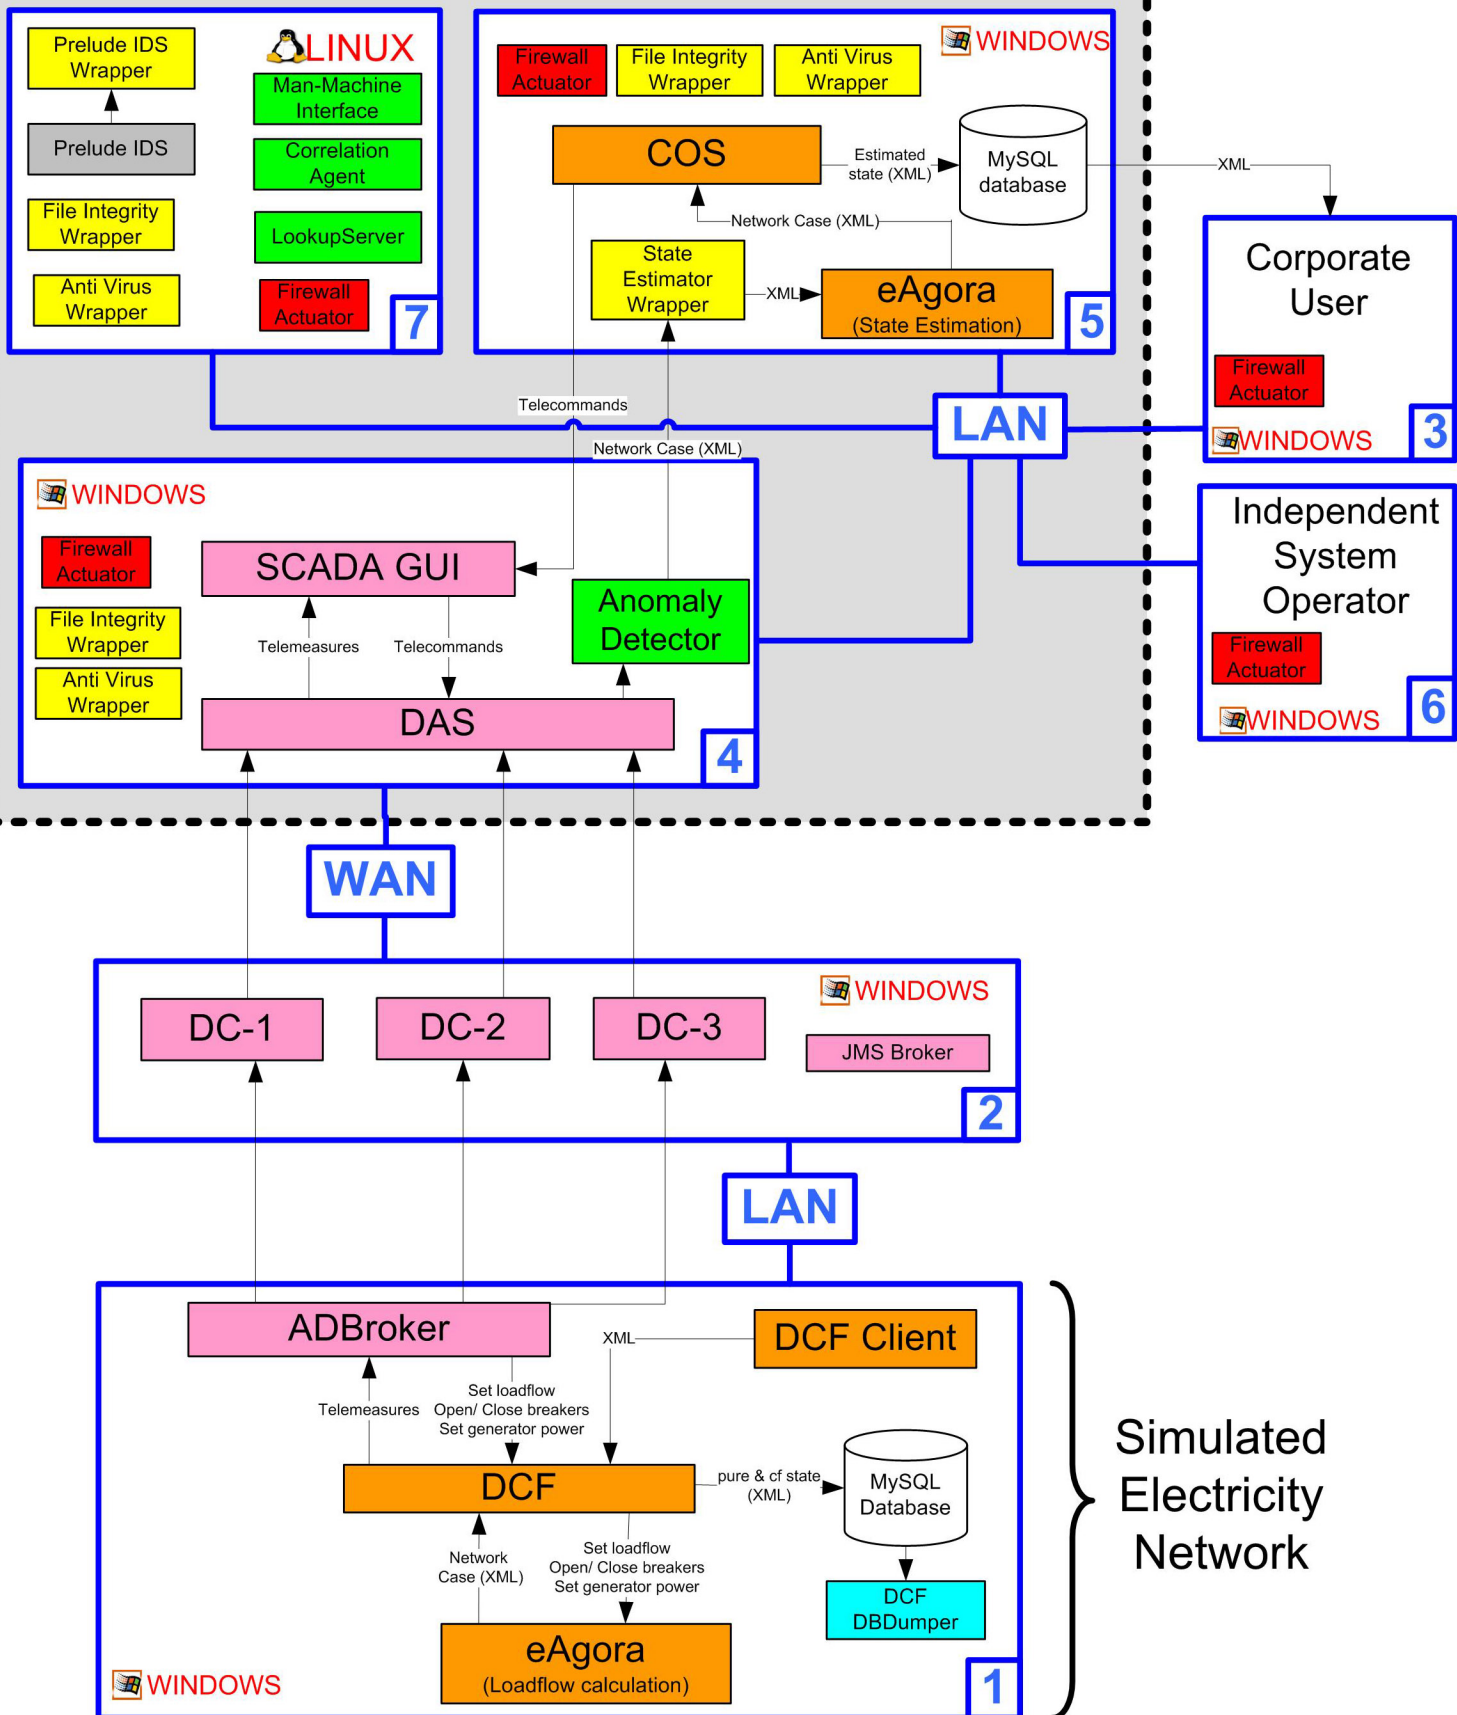 Prelude IDS
Wrapper
LINUX
Prelude IDS
Man-Machine
Interface
Correlation
Agent
File Integrity
Wrapper
LookupServer
Anti Virus
Wrapper
Firewall
Actuator
7
Firewall
Actuator
File Integrity
Wrapper
Anti Virus
Wrapper
WINDOWS
COS
Estimated
state (XML)
MySQL
database
Network Case (XML)
State
Estimator
Wrapper
XML
eAgora
(State Estimation)
5
XML
Corporate
User
Firewall
Actuator
WINDOWS
3
Telecommands
LAN
Network Case (XML)
Independent
System
Operator
Firewall
Actuator
WINDOWS
6
WINDOWS
Firewall
Actuator
SCADA GUI
File Integrity
Wrapper
Anti Virus
Wrapper
Telemeasures
Telecommands
Anomaly
Detector
DAS
4
WAN
WINDOWS
DC-1
DC-2
DC-3
JMS Broker
2
LAN
ADBroker
DCF Client
XML
Telemeasures
Set loadflow
Open/ Close breakers
Set generator power
DCF
pure & cf state
(XML)
MySQL
Database
Network
Case (XML)
Set loadflow
Open/ Close breakers
Set generator power
DCF
DBDumper
eAgora
(Loadflow calculation)
WINDOWS
1
Simulated
Electricity
Network